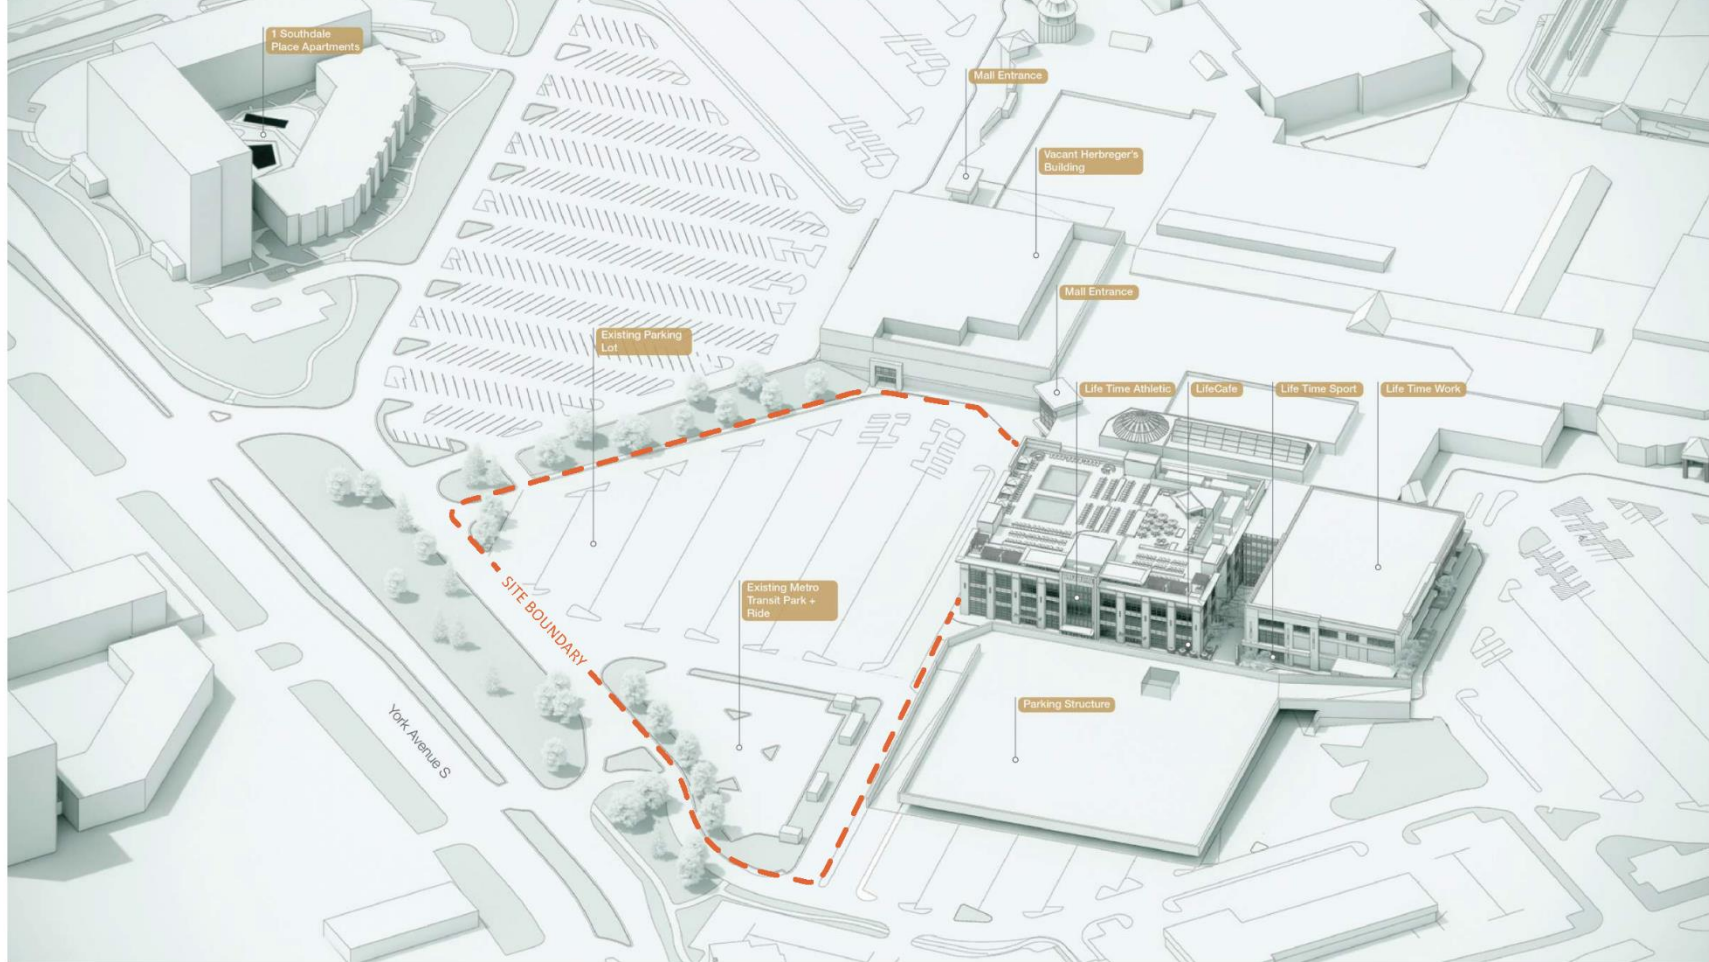 1 Southdale
Place Apartments
Mall Entrance
Vacant Herbreger's
Building
Mall Entrance
Existing Parking
Lot
Life Time Athletic
LifeCafe
Life Time Sport
Life Time Work
SITE BOUNDARY
Existing Metro
Transit Park +
Ride
York Avenue S
Parking Structure